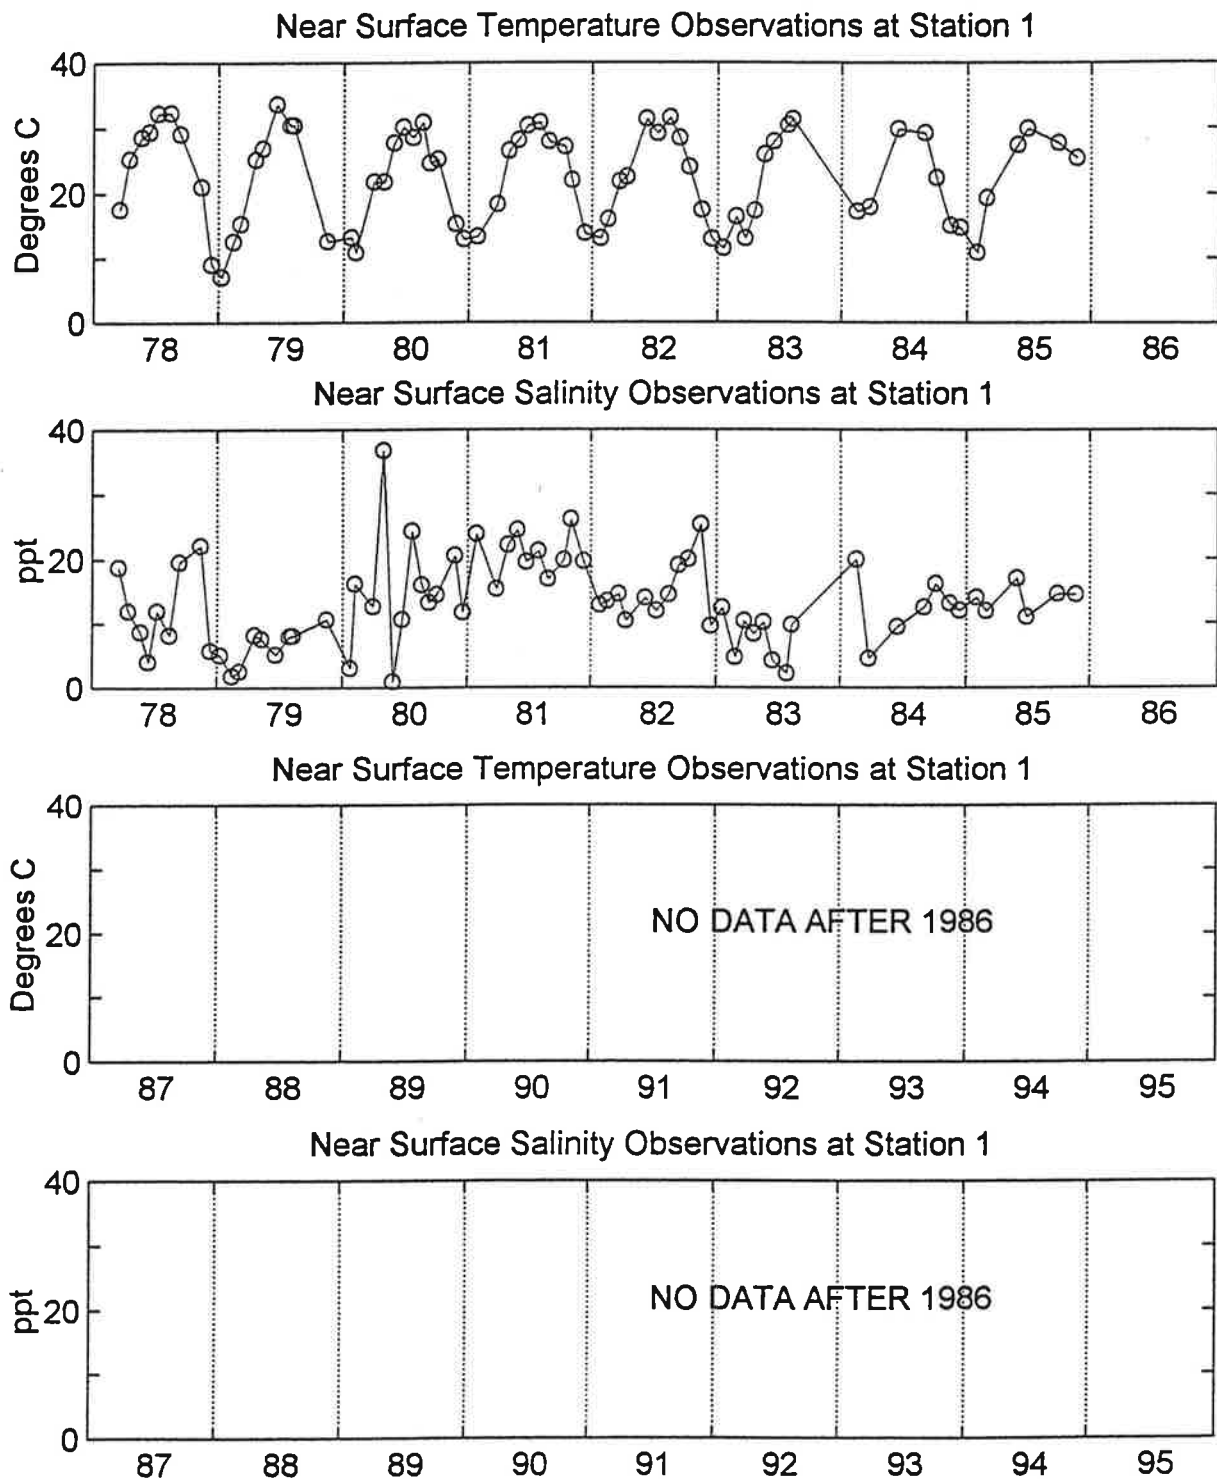 Near Surface Temperature Observations at Station 1
40
20
0
Degrees C
78 79 80 81 82 83 84 85 86
Near Surface Salinity Observations at Station 1
40
20
0
ppt
78 79 80 81 82 83 84 85 86
Near Surface Temperature Observations at Station 1
40
20
0
Degrees C
NO DATA AFTER 1986
87 88 89 90 91 92 93 94 95
Near Surface Salinity Observations at Station 1
40
20
0
ppt
NO DATA AFTER 1986
87 88 89 90 91 92 93 94 95